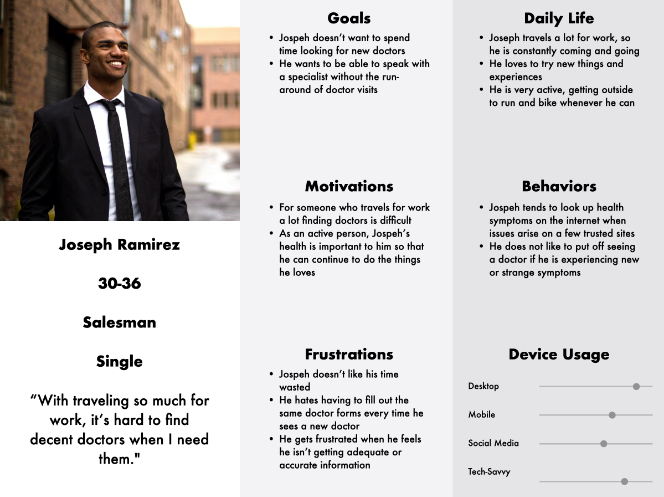 Joseph Ramirez
30-36
Salesman
Single
“With traveling so much for
work, it’s hard to find
decent doctors when I need
them."
Goals
• Jospeh doesn’t want to spend
time looking for new doctors
• He wants to be able to speak with
a specialist without the run-
around of doctor visits
Motivations
• For someone who travels for work
a lot finding doctors is difficult
• As an active person, Jospeh’s
health is important to him so that
he can continue to do the things
he loves
Frustrations
• Jospeh doesn’t like his time
wasted
• He hates having to fill out the
same doctor forms every time he
sees a new doctor
• He gets frustrated when he feels
he isn’t getting adequate or
accurate information
Daily Life
• Joseph travels a lot for work, so
he is constantly coming and going
• He loves to try new things and
experiences
• He is very active, getting outside
to run and bike whenever he can
Behaviors
• Jospeh tends to look up health
symptoms on the internet when
issues arise on a few trusted sites
• He does not like to put off seeing
a doctor if he is experiencing new
or strange symptoms
Device Usage
Desktop
Mobile
Social Media
Tech-Savvy